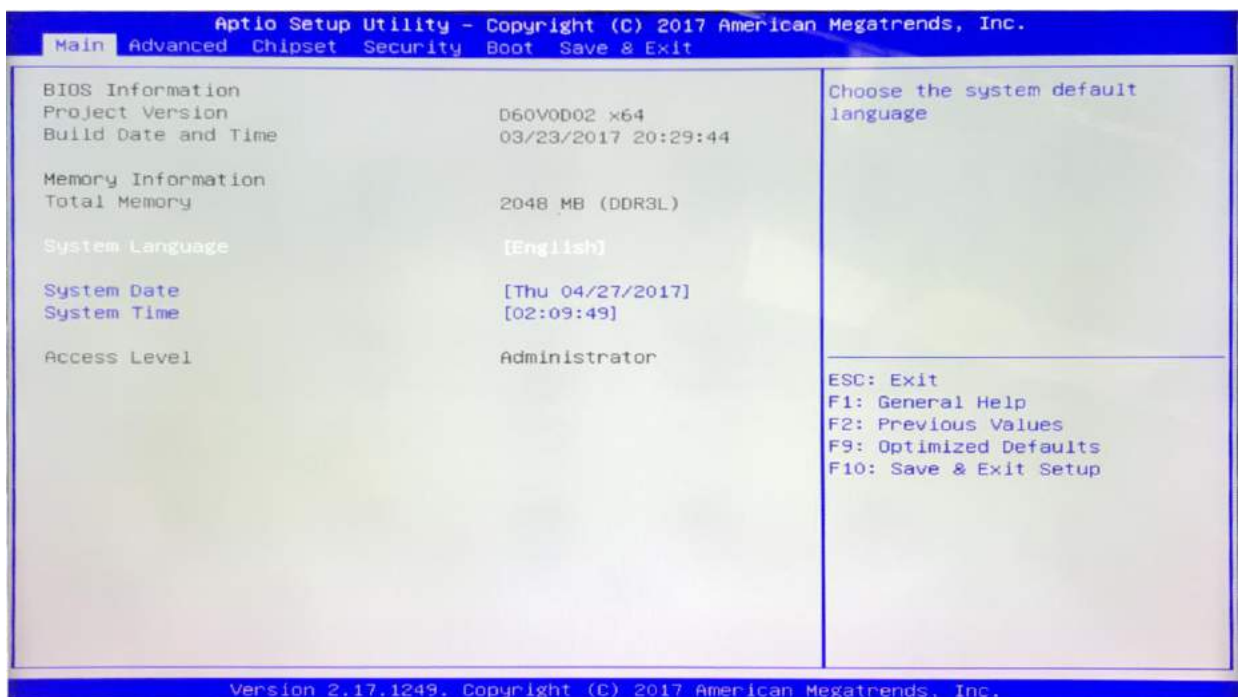 Aptio Setup Utility – Copyright (C) 2017 American Megatrends, Inc.
Main Advanced Chipset Security Boot Save & Exit
BIOS Information
Project Version D60V0D02 x64
Build Date and Time 03/23/2017 20:29:44
Memory Information
Total Memory 2048 MB (DDR3L)
System Language [English]
System Date [Thu 04/27/2017]
System Time [02:09:49]
Access Level Administrator
Choose the system default
language
ESC: Exit
F1: General Help
F2: Previous Values
F9: Optimized Defaults
F10: Save & Exit Setup
Version 2.17.1249. Copyright (C) 2017 American Megatrends, Inc.